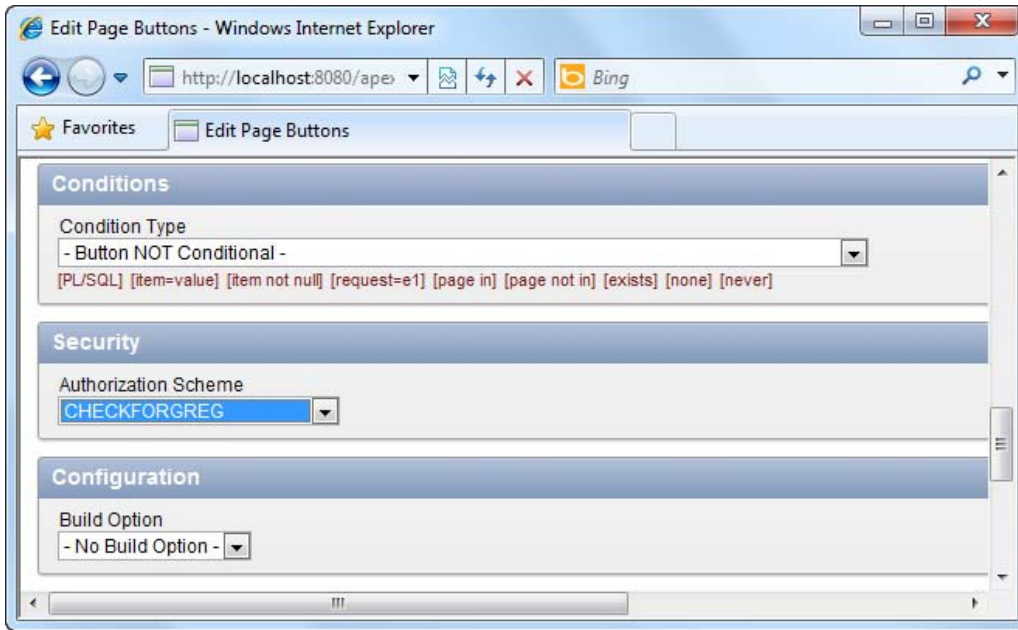 Edit Page Buttons - Windows Internet Explorer
http://localhost:8080/apex
Bing
Favorites
Edit Page Buttons
Conditions
Condition Type
- Button NOT Conditional -
[PL/SQL] [item=value] [item not null] [request=e1] [page in] [page not in] [exists] [none] [never]
Security
Authorization Scheme
CHECKFORGREG
Configuration
Build Option
- No Build Option -